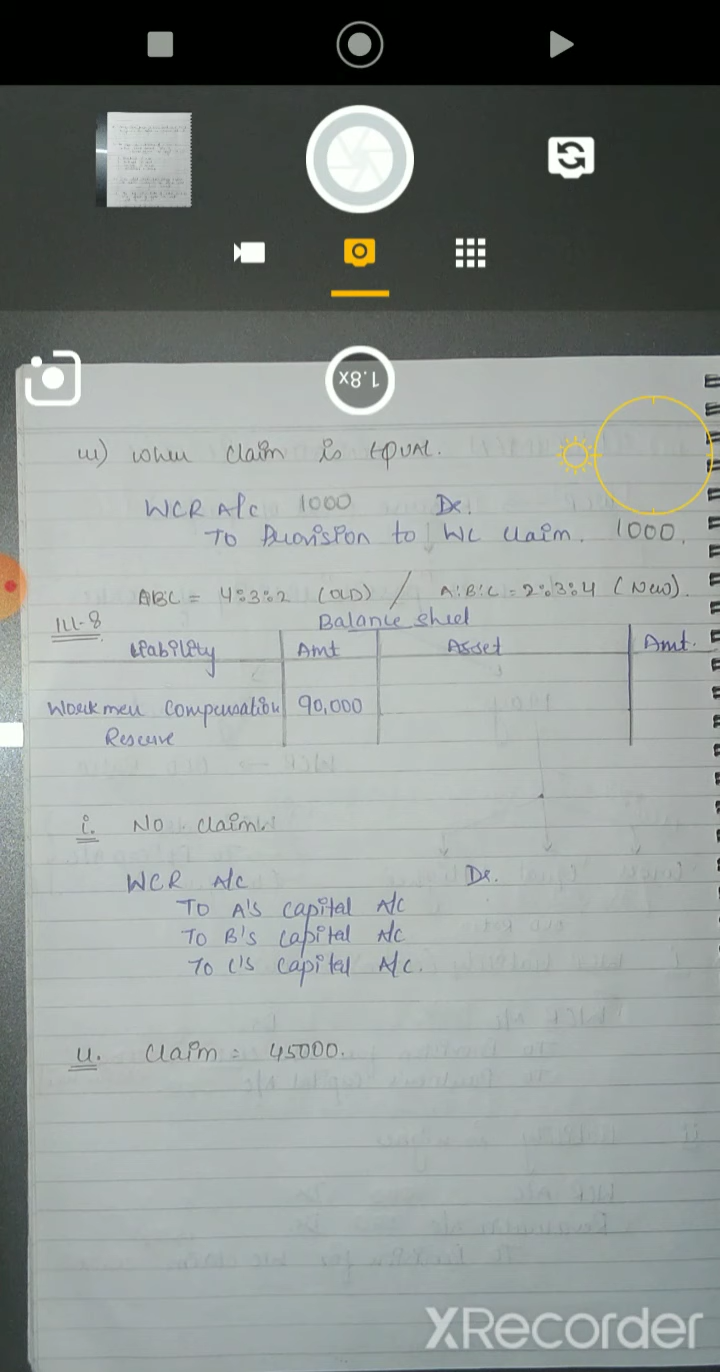 1.8x
iii) when claim is EQUAL.
WCR A/c 1000 Dr.
To Provision to WC claim. 1000.
ABC = 4:3:2 (OLD) / A:B:C = 2:3:4 (New).
Ill-8
Balance sheet
Liability Amt Asset Amt.
Workmen Compensation 90,000
Reserve
i. No claim.
WCR A/c Dr.
To A's capital A/c
To B's capital A/c
To C's capital A/c.
ii. Claim = 45000.
XRecorder